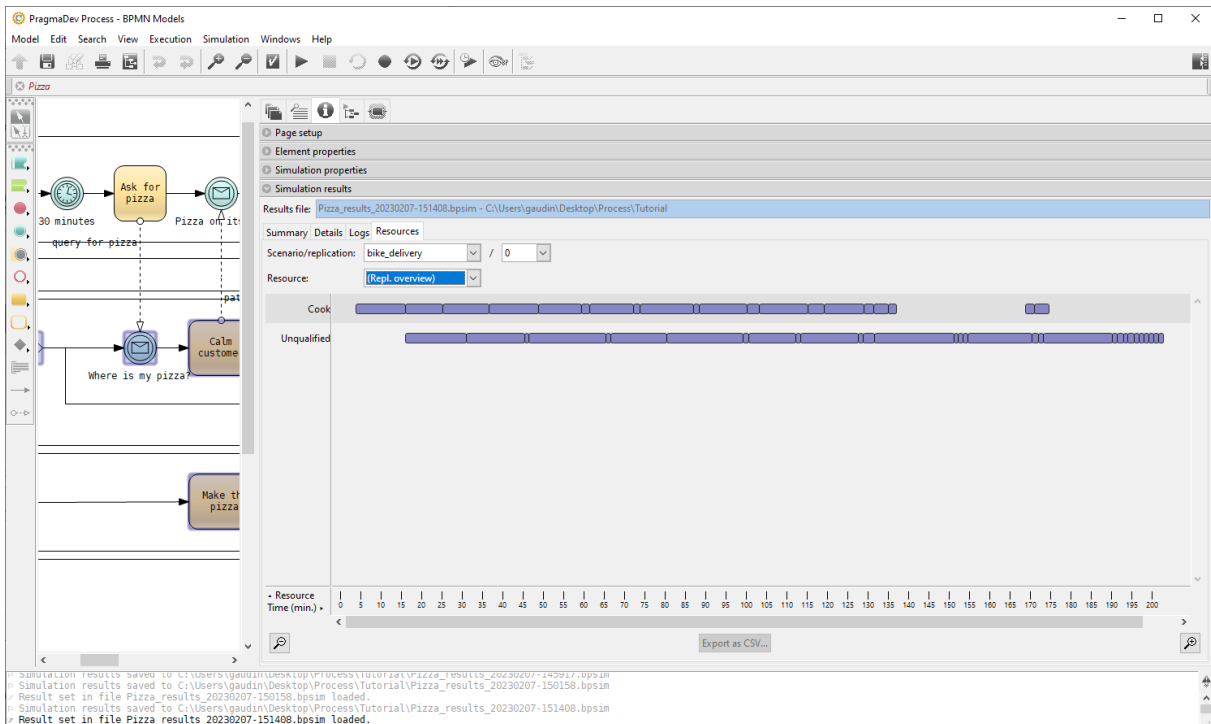 PragmaDev Process - BPMN Models
Model Edit Search View Execution Simulation Windows Help
Pizza
Page setup
Element properties
Simulation properties
Simulation results
Results file: Pizza_results_20230207-151408.bpsim - C:\Users\gaudin\Desktop\Process\Tutorial
Summary Details Logs Resources
Scenario/replication: bike_delivery / 0
Resource: (Repl. overview)
Cook
Unqualified
Resource
Time (min.)
0 5 10 15 20 25 30 35 40 45 50 55 60 65 70 75 80 85 90 95 100 105 110 115 120 125 130 135 140 145 150 155 160 165 170 175 180 185 190 195 200
Export as CSV...
30 minutes
Ask for
pizza
Pizza on its
query for pizza
pat
Where is my pizza?
Calm
custome
Make th
pizza
Simulation results saved to C:\Users\gaudin\Desktop\Process\Tutorial\Pizza_results_20230207-145917.bpsim
Simulation results saved to C:\Users\gaudin\Desktop\Process\Tutorial\Pizza_results_20230207-150158.bpsim
Result set in file Pizza_results_20230207-150158.bpsim loaded.
Simulation results saved to C:\Users\gaudin\Desktop\Process\Tutorial\Pizza_results_20230207-151408.bpsim
Result set in file Pizza_results_20230207-151408.bpsim loaded.